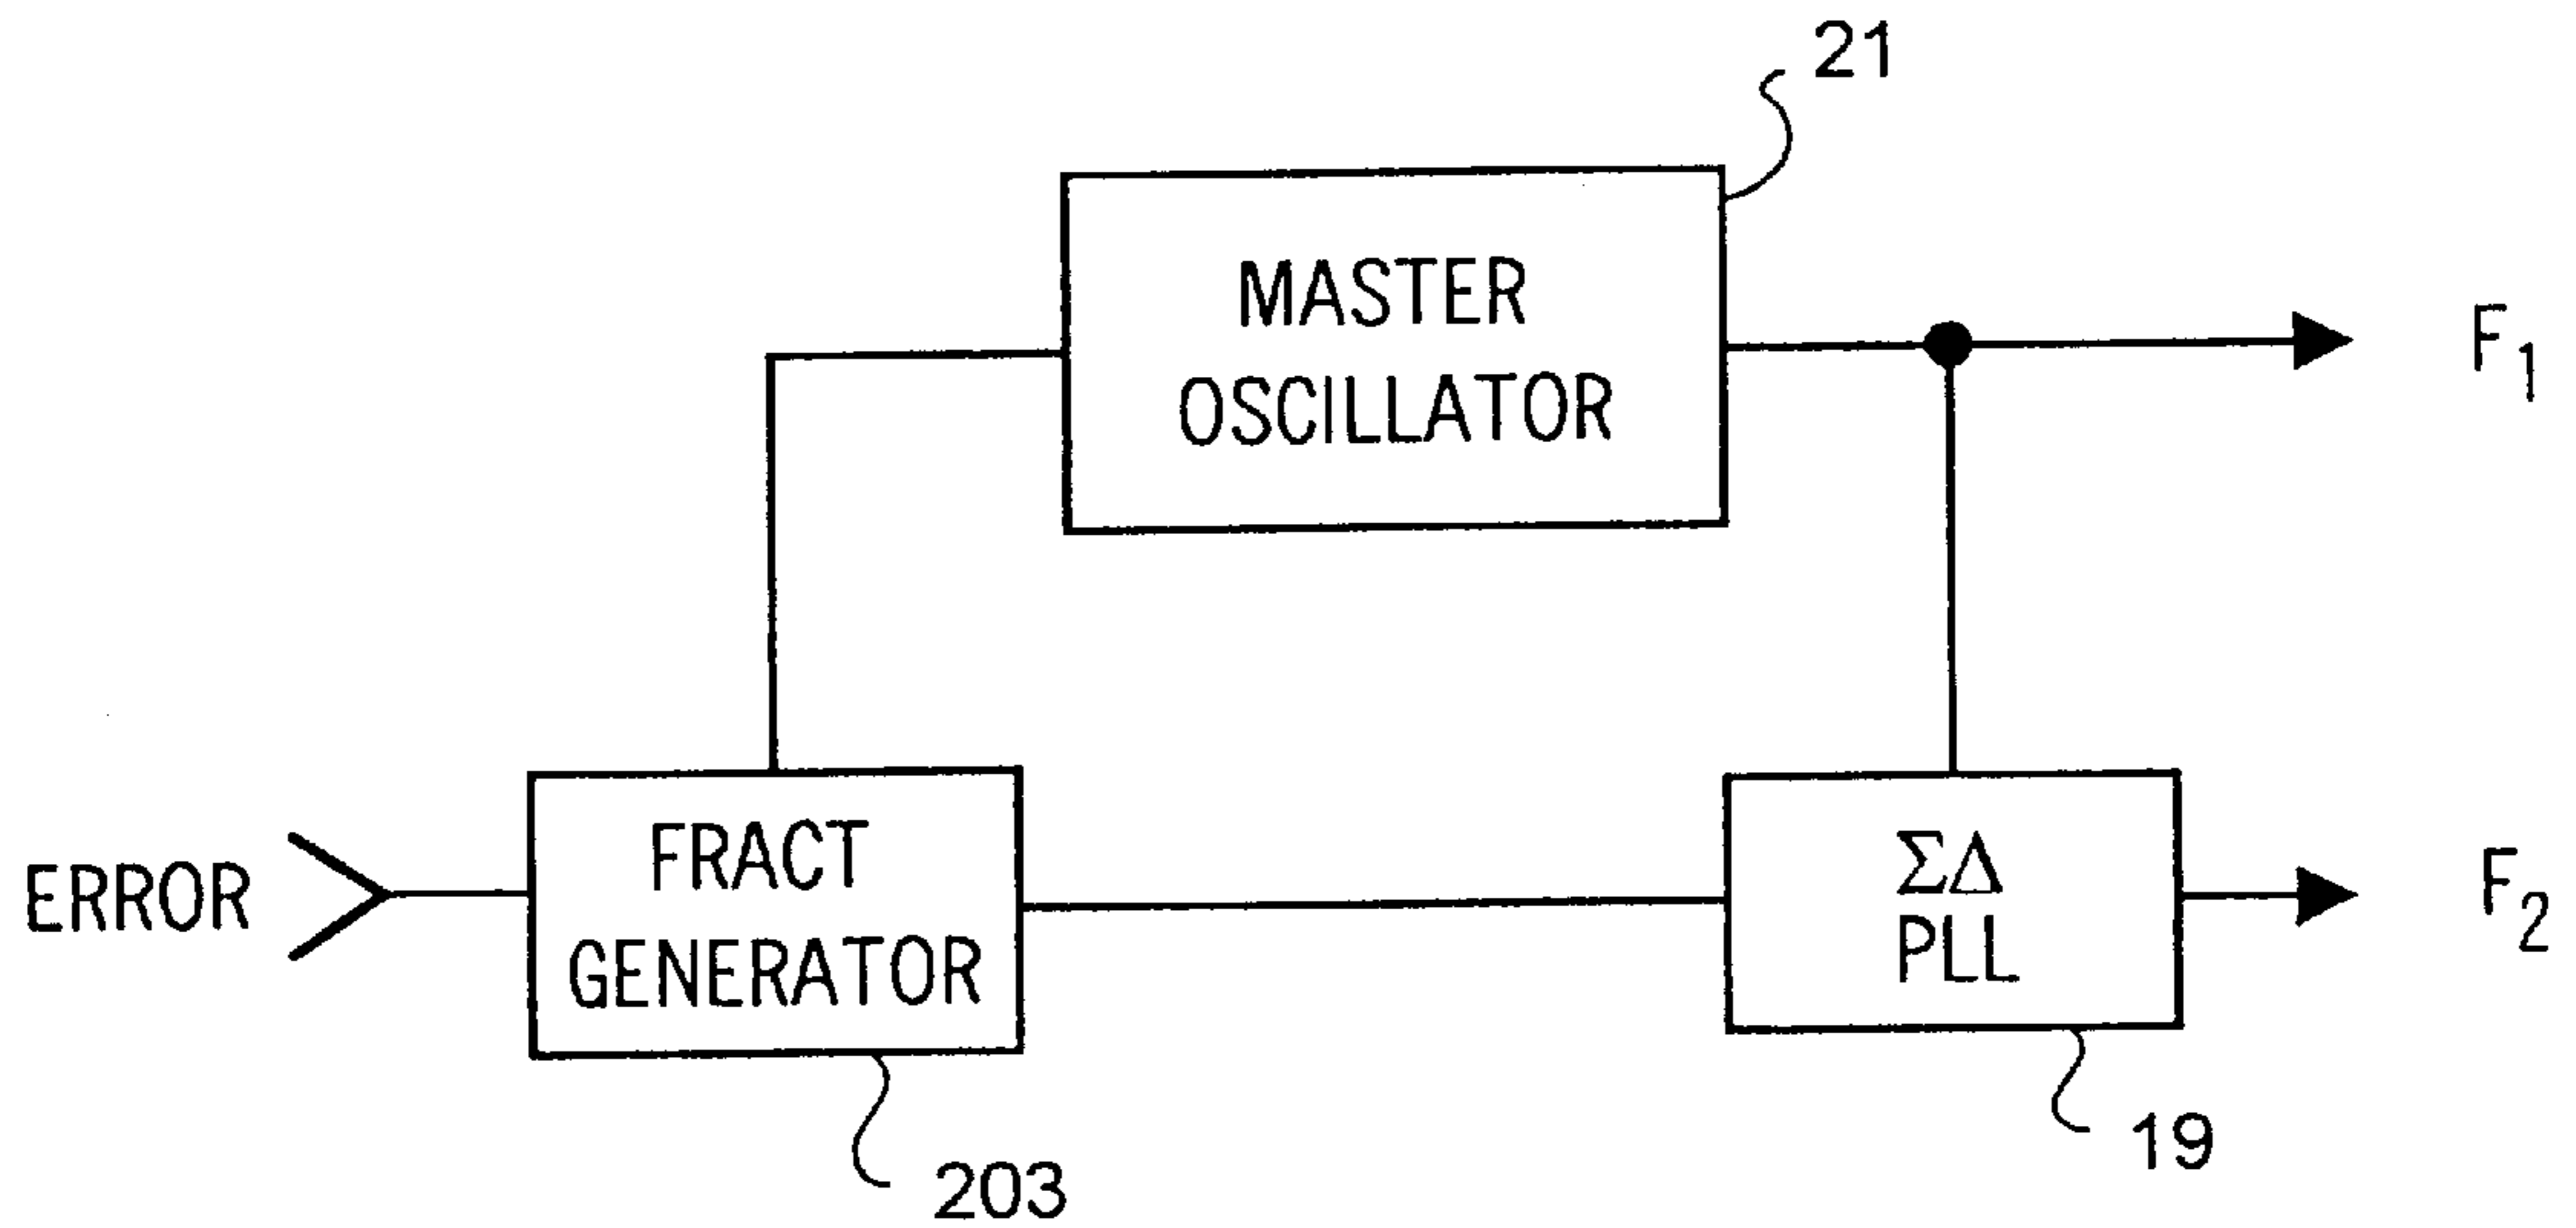 21
MASTER
OSCILLATOR
F1
ERROR
FRACT
GENERATOR
ΣΔ
PLL
F2
19
203